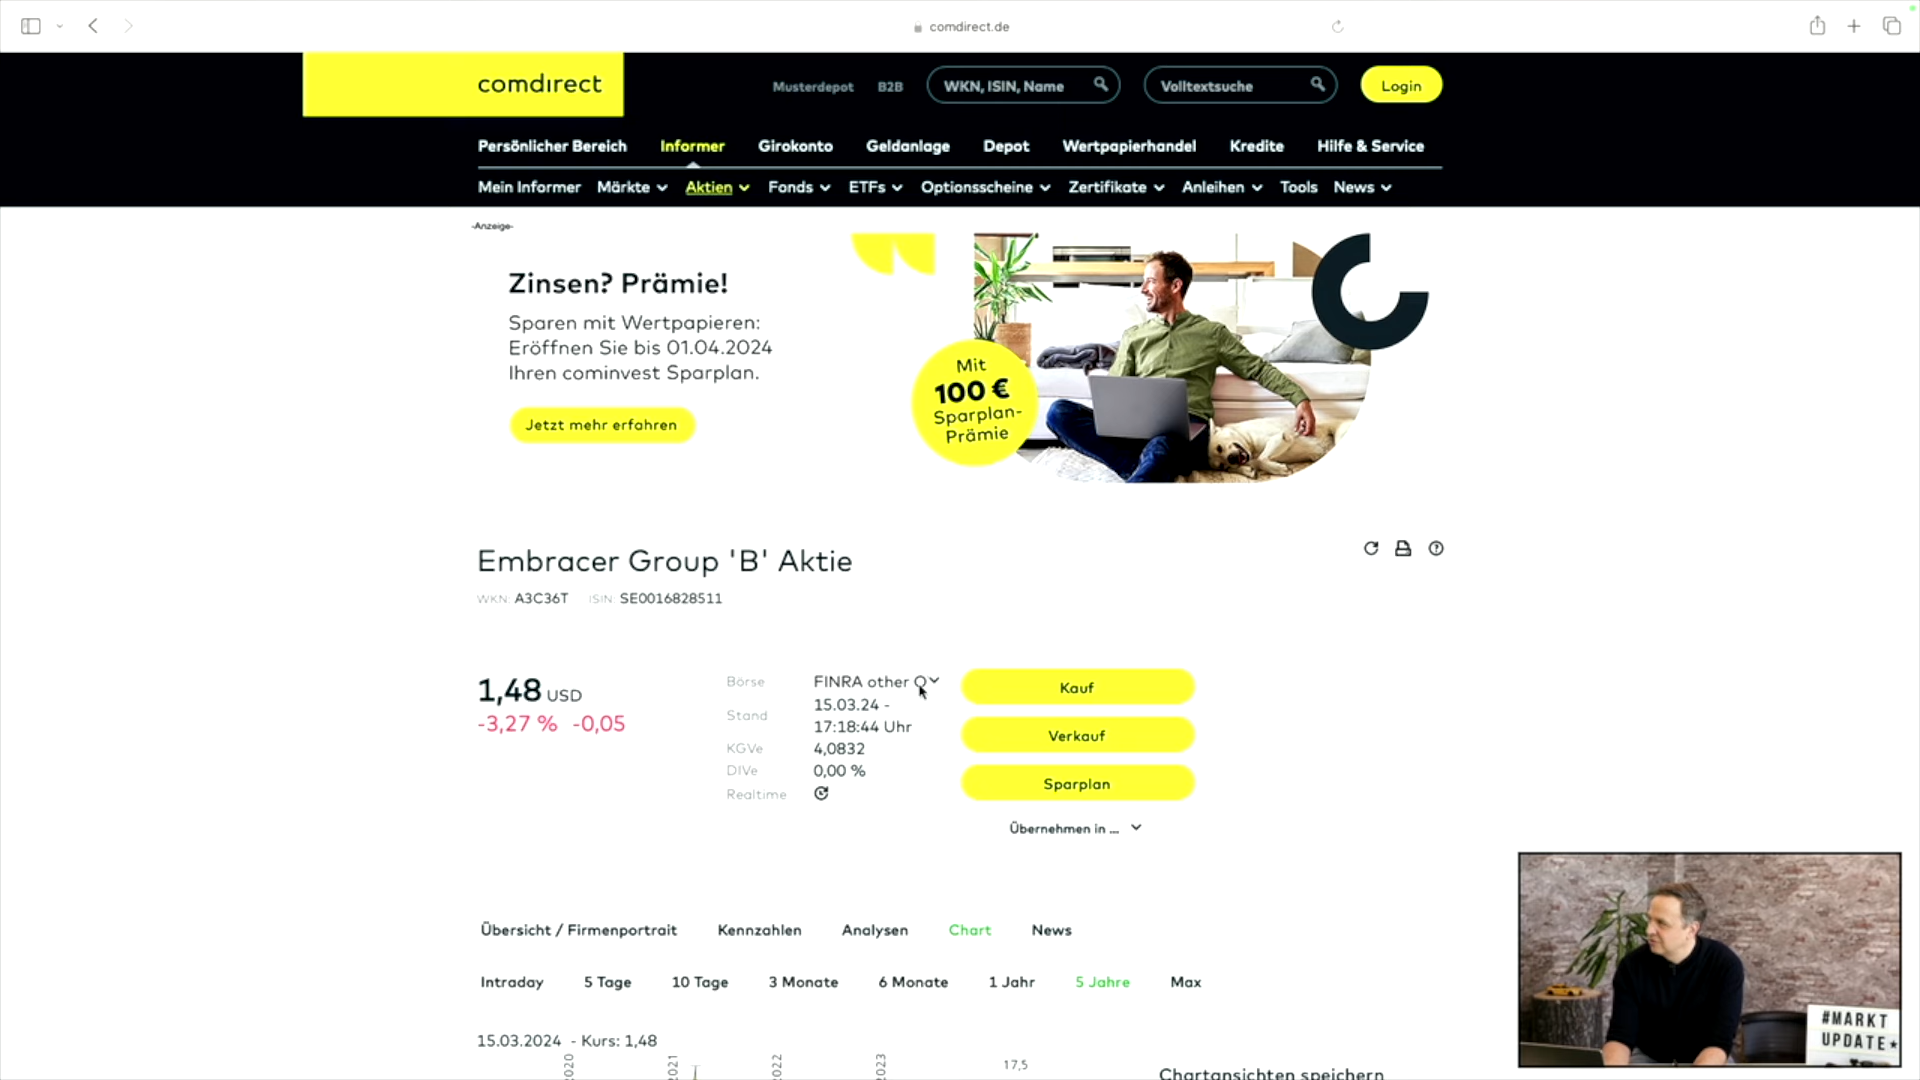 comdirect.de
comdırect
Musterdepot B2B WKN, ISIN, Name Volltextsuche Login
Persönlicher Bereich Informer Girokonto Geldanlage Depot Wertpapierhandel Kredite Hilfe & Service
Mein Informer Märkte Aktien Fonds ETFs Optionsscheine Zertifikate Anleihen Tools News
-Anzeige-
Zinsen? Prämie!
Sparen mit Wertpapieren:
Eröffnen Sie bis 01.04.2024
Ihren cominvest Sparplan.
Jetzt mehr erfahren
Mit
100 €
Sparplan-
Prämie
Embracer Group 'B' Aktie
WKN: A3C36T ISIN: SE0016828511
1,48 USD
-3,27 % -0,05
Börse FINRA other O
Stand 15.03.24 -
17:18:44 Uhr
KGVe 4,0832
DIVe 0,00 %
Realtime
Kauf
Verkauf
Sparplan
Übernehmen in ...
Übersicht / Firmenportrait Kennzahlen Analysen Chart News
Intraday 5 Tage 10 Tage 3 Monate 6 Monate 1 Jahr 5 Jahre Max
15.03.2024 - Kurs: 1,48
2020 2021 2022 2023 17,5
Chartansichten speichern
#MARKT
UPDATE★